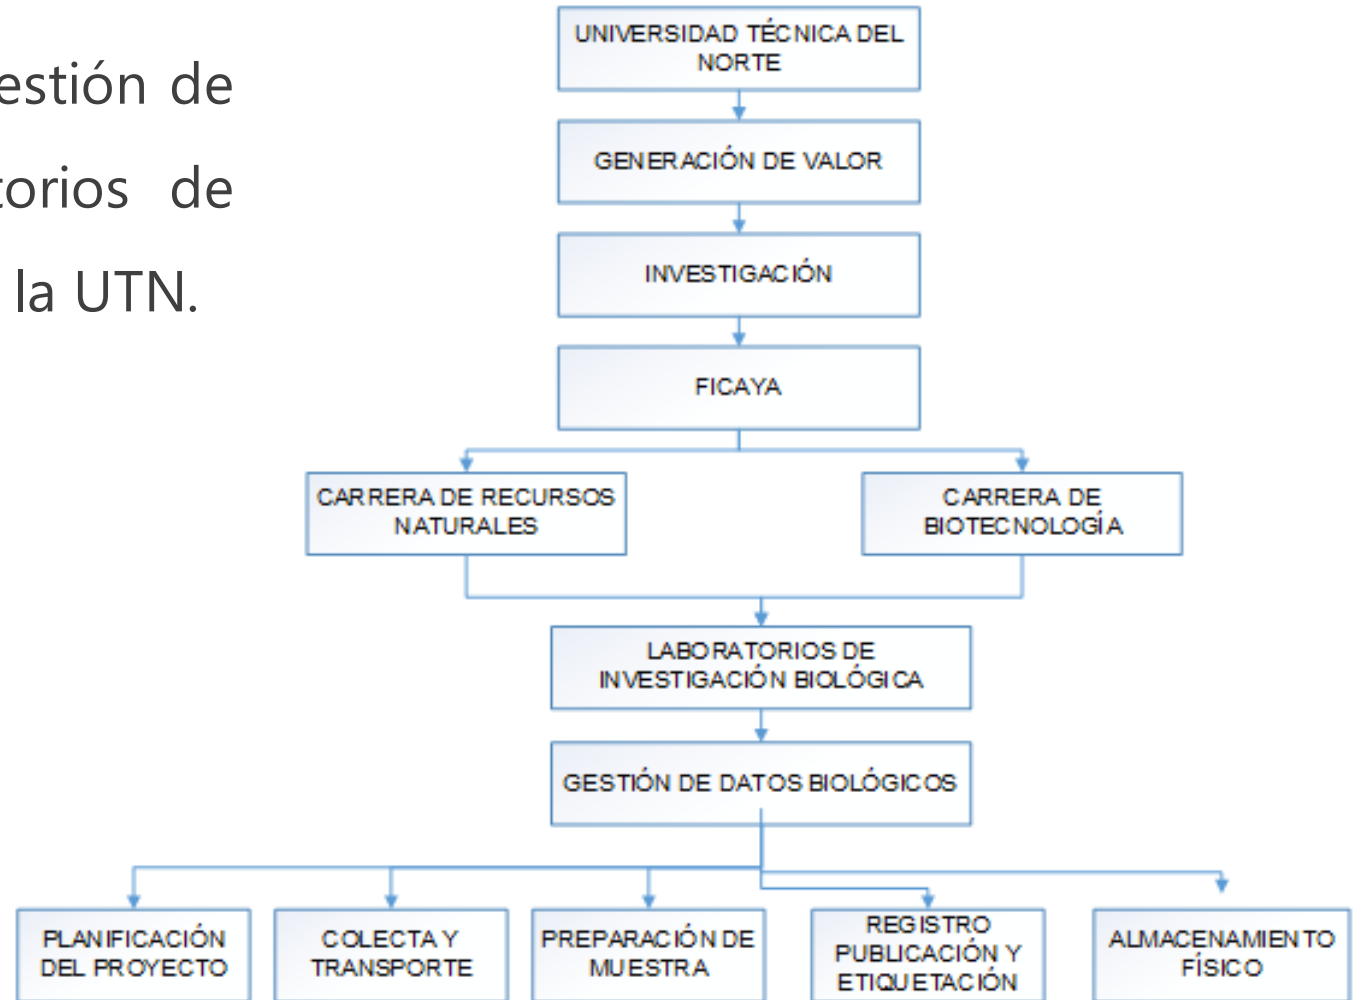 estión de
torios de
la UTN.
UNIVERSIDAD TÉCNICA DEL
NORTE
GENERACIÓN DE VALOR
INVESTIGACIÓN
FICAYA
CARRERA DE RECURSOS
NATURALES
CARRERA DE
BIOTECNOLOGÍA
LABORATORIOS DE
INVESTIGACIÓN BIOLÓGICA
GESTIÓN DE DATOS BIOLÓGICOS
PLANIFICACIÓN
DEL PROYECTO
COLECTA Y
TRANSPORTE
PREPARACIÓN DE
MUESTRA
REGISTRO
PUBLICACIÓN Y
ETIQUETACIÓN
ALMACENAMIENTO
FÍSICO